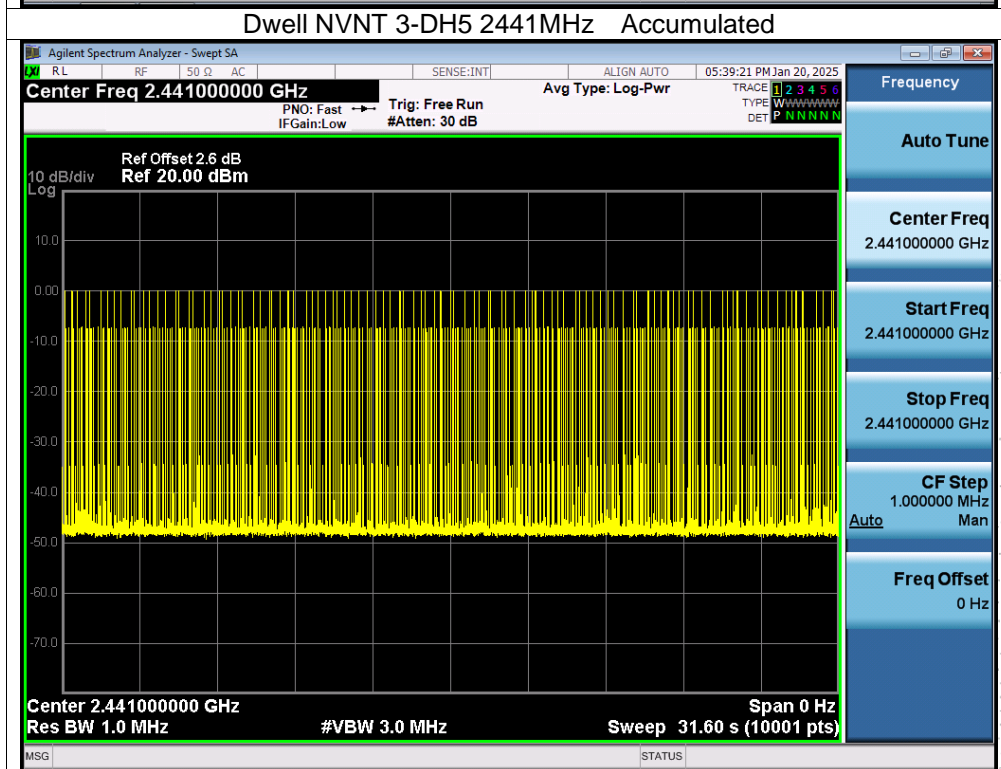 Dwell NVNT 3-DH5 2441MHz Accumulated
Agilent Spectrum Analyzer - Swept SA
LXI RL RF 50 Ω AC SENSE:INT ALIGN AUTO 05:39:21 PM Jan 20, 2025
Center Freq 2.441000000 GHz
PNO: Fast
IFGain:Low
Trig: Free Run
#Atten: 30 dB
Avg Type: Log-Pwr
TRACE 1 2 3 4 5 6
TYPE WWWWWWW
DET P N N N N N
Frequency
Auto Tune
Center Freq
2.441000000 GHz
Start Freq
2.441000000 GHz
Stop Freq
2.441000000 GHz
CF Step
1.000000 MHz
Auto Man
Freq Offset
0 Hz
Ref Offset 2.6 dB
10 dB/div Ref 20.00 dBm
Log
10.0
0.00
-10.0
-20.0
-30.0
-40.0
-50.0
-60.0
-70.0
Center 2.441000000 GHz Span 0 Hz
Res BW 1.0 MHz #VBW 3.0 MHz Sweep 31.60 s (10001 pts)
MSG STATUS